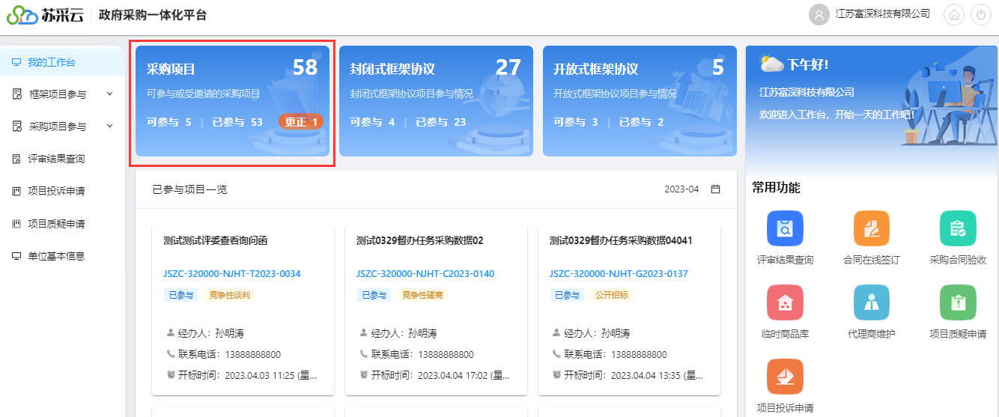 苏采云 政府采购一体化平台
江苏富深科技有限公司
我的工作台
框架项目参与
采购项目参与
评审结果查询
项目投诉申请
项目质疑申请
单位基本信息
采购项目 58
可参与或受邀请的采购项目
可参与 5 | 已参与 53 更正 1
封闭式框架协议 27
封闭式框架协议项目参与情况
可参与 4 | 已参与 23
开放式框架协议 5
开放式框架协议项目参与情况
可参与 3 | 已参与 2
下午好!
江苏富深科技有限公司
欢迎进入工作台，开始一天的工作吧!
已参与项目一览 2023-04
测试测试评委查看询问函
JSZC-320000-NJHT-T2023-0034
已参与 竞争性谈判
经办人：孙明涛
联系电话：13888888800
开标时间：2023.04.03 11:25 (星...
测试0329督办任务采购数据02
JSZC-320000-NJHT-C2023-0140
已参与 竞争性磋商
经办人：孙明涛
联系电话：13888888800
开标时间：2023.04.04 17:02 (星...
测试0329督办任务采购数据04041
JSZC-320000-NJHT-G2023-0137
已参与 公开招标
经办人：孙明涛
联系电话：13888888800
开标时间：2023.04.04 13:35 (星...
常用功能
评审结果查询 合同在线签订 采购合同验收
临时商品库 代理商维护 项目质疑申请
项目投诉申请